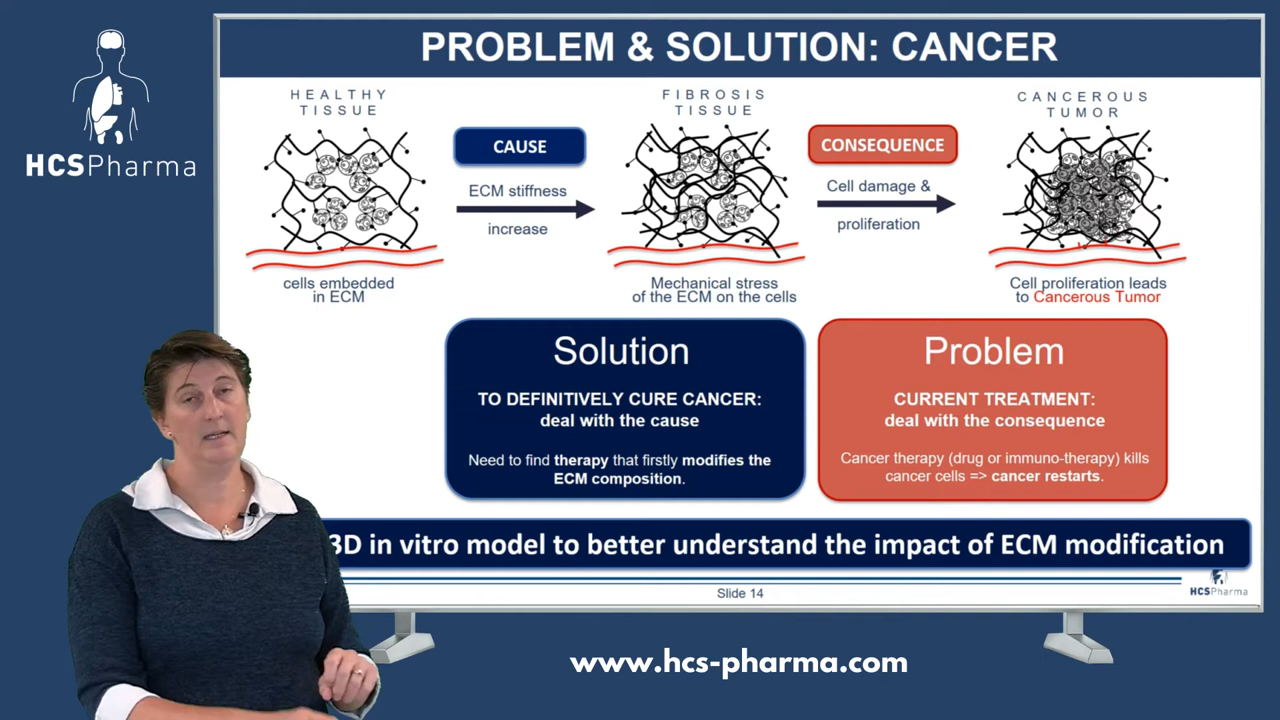 HCSPharma
PROBLEM & SOLUTION: CANCER
HEALTHY
TISSUE
CAUSE
ECM stiffness
increase
cells embedded
in ECM
FIBROSIS
TISSUE
Mechanical stress
of the ECM on the cells
CONSEQUENCE
Cell damage &
proliferation
CANCEROUS
TUMOR
Cell proliferation leads
to Cancerous Tumor
Solution
TO DEFINITIVELY CURE CANCER:
deal with the cause
Need to find therapy that firstly modifies the
ECM composition.
Problem
CURRENT TREATMENT:
deal with the consequence
Cancer therapy (drug or immuno-therapy) kills
cancer cells => cancer restarts.
3D in vitro model to better understand the impact of ECM modification
Slide 14
HCSPharma
www.hcs-pharma.com